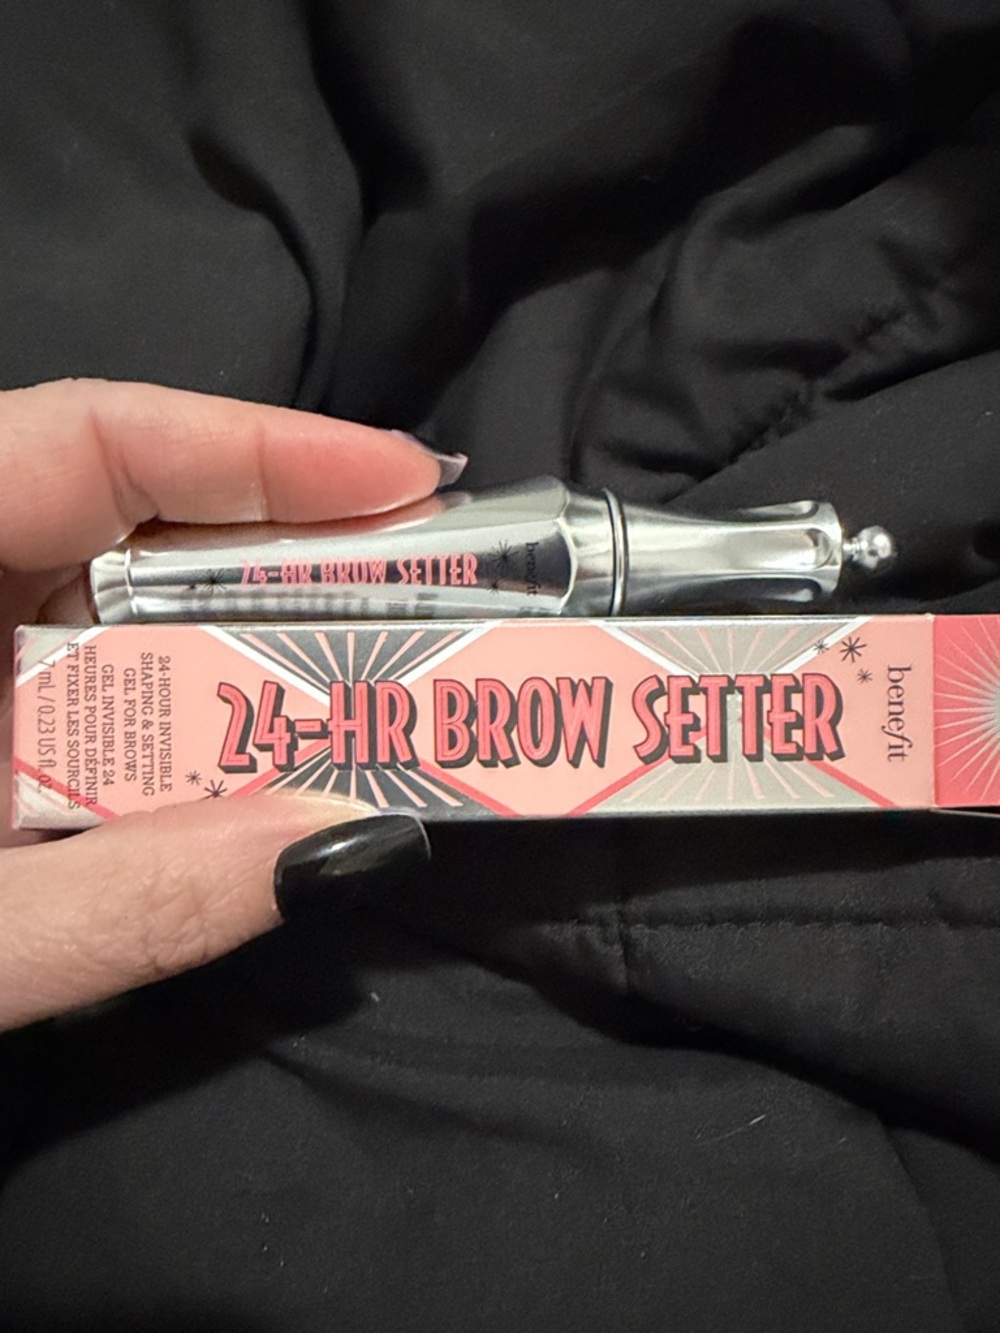 24-HR BROW SETTER
benefit
24-HR BROW SETTER
benefit
24-HOUR INVISIBLE
SHAPING & SETTING
GEL FOR BROWS
GEL INVISIBLE 24
HEURES POUR DÉFINIR
ET FIXER LES SOURCILS
7 mL / 0.23 US fl. oz.